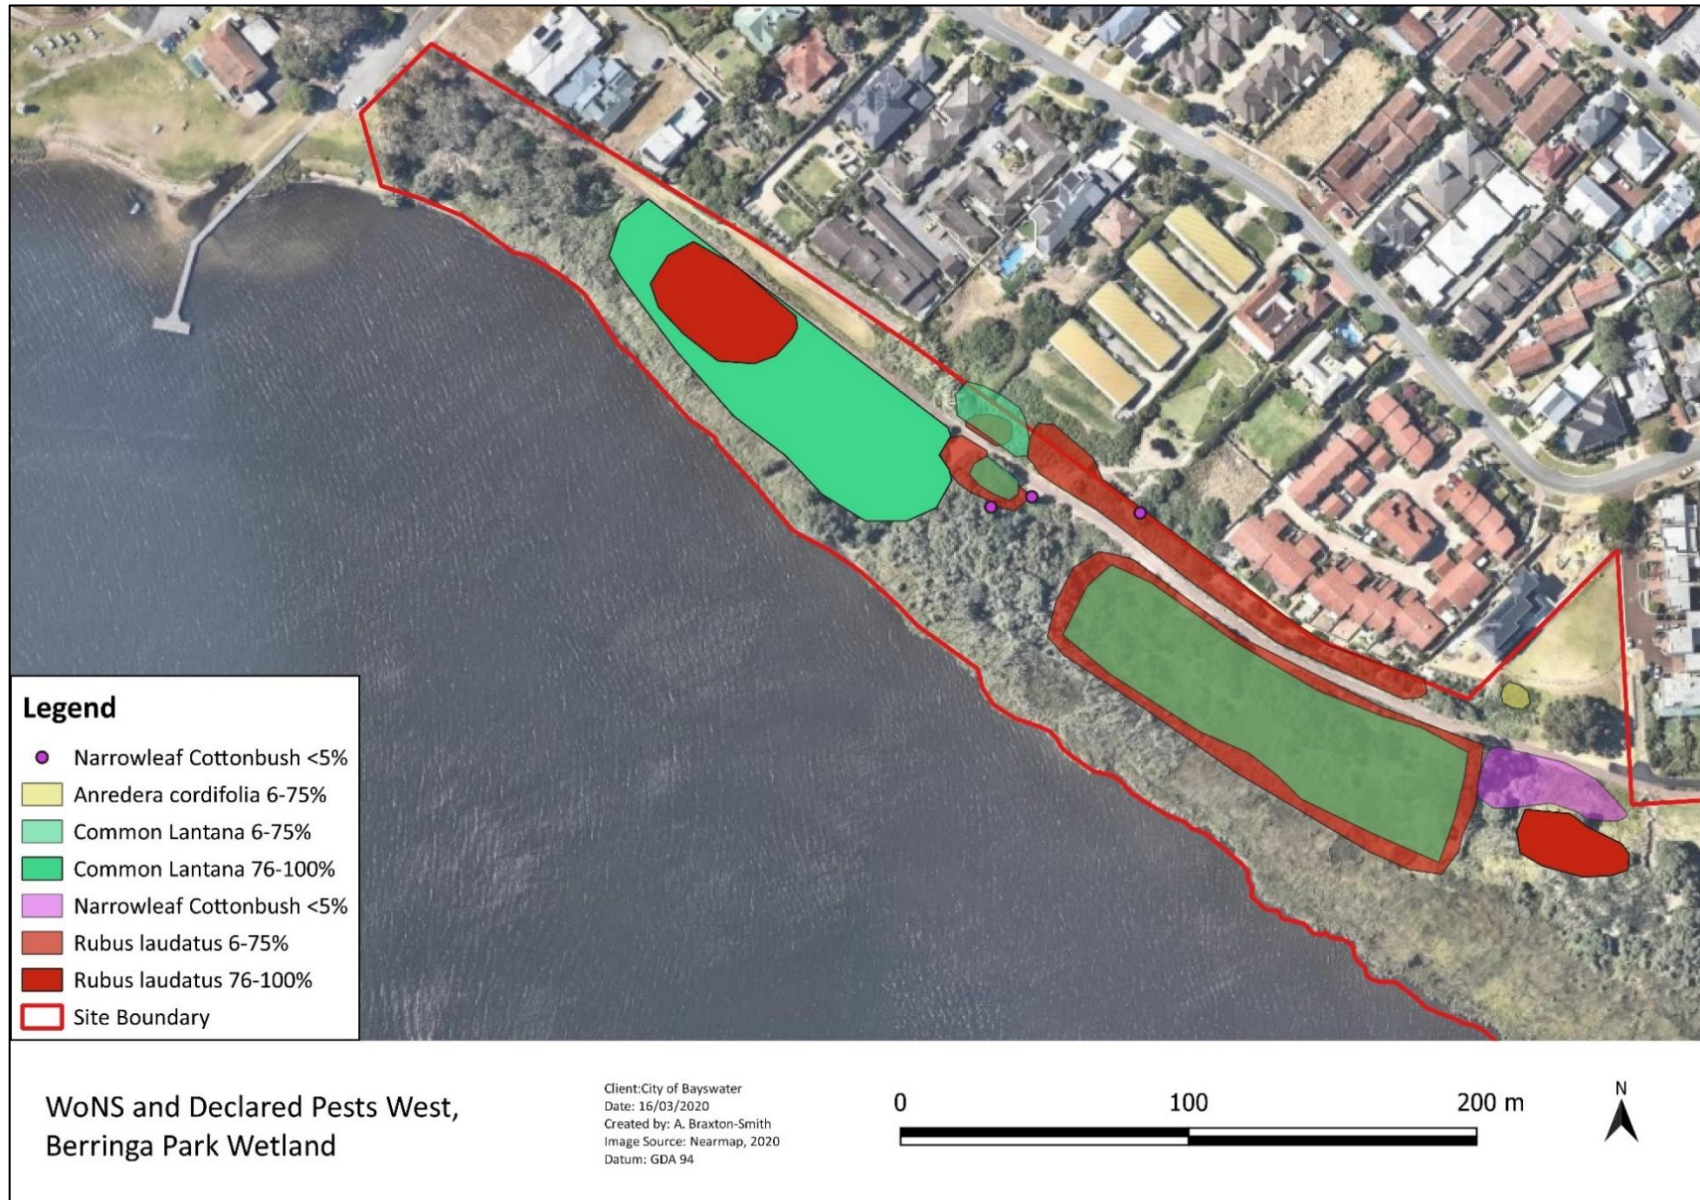 Legend
Narrowleaf Cottonbush <5%
Anredera cordifolia 6-75%
Common Lantana 6-75%
Common Lantana 76-100%
Narrowleaf Cottonbush <5%
Rubus laudatus 6-75%
Rubus laudatus 76-100%
Site Boundary
WoNS and Declared Pests West,
Berringa Park Wetland
Client:City of Bayswater
Date: 16/03/2020
Created by: A. Braxton-Smith
Image Source: Nearmap, 2020
Datum: GDA 94
0 100 200 m
N